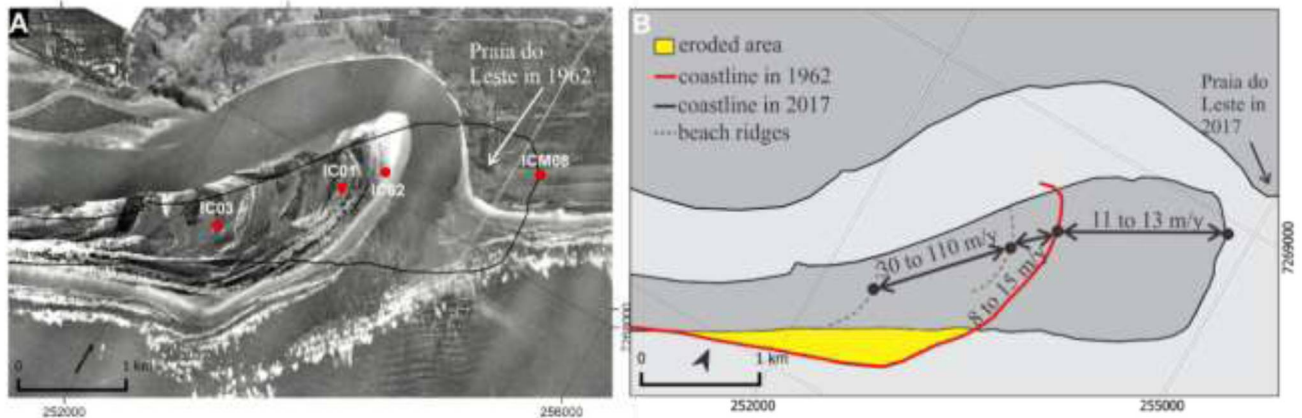 A
Praia do
Leste in 1962
ICM08
IC01
IC02
IC03
0
1 km
252000
256000
7268000
B
eroded area
coastline in 1962
coastline in 2017
beach ridges
Praia do
Leste in
2017
11 to 13 m/y
30 to 110 m/y
8 to 15 m/y
0
1 km
252000
255000
7269000